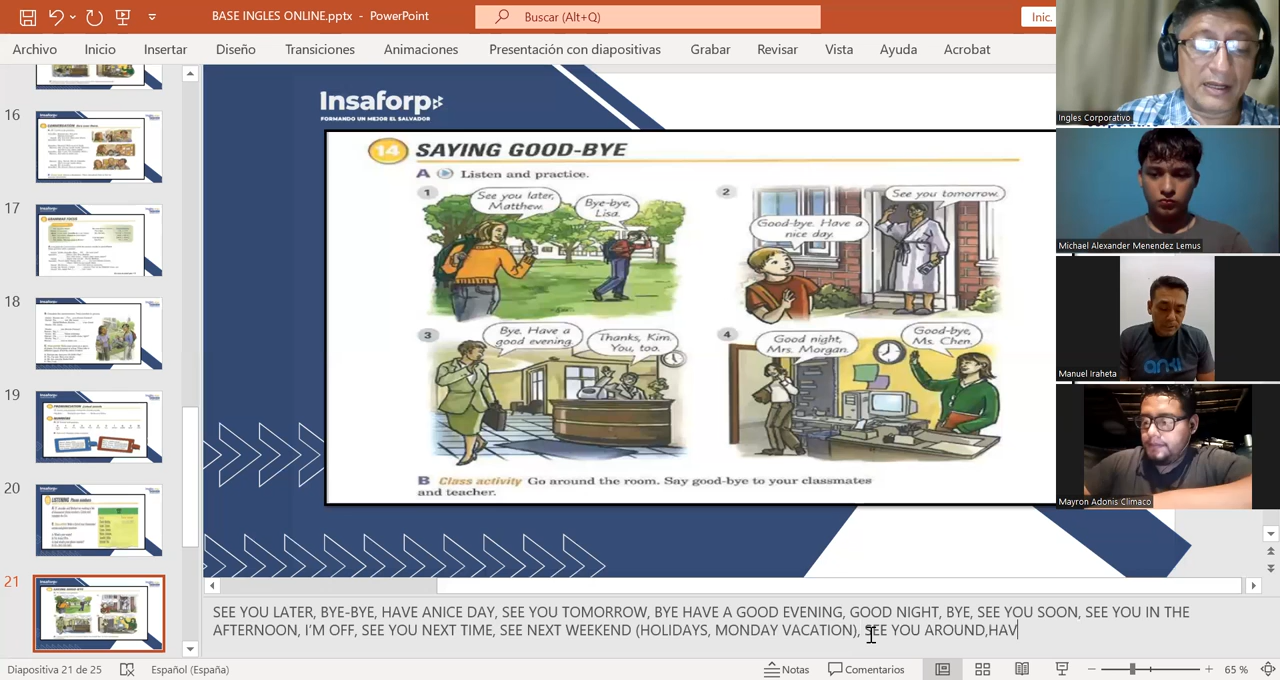 BASE INGLES ONLINE.pptx - PowerPoint
Buscar (Alt+Q)
Inic.
Archivo Inicio Insertar Diseño Transiciones Animaciones Presentación con diapositivas Grabar Revisar Vista Ayuda Acrobat
16
17
18
19
20
21
Insaforp
FORMANDO UN MEJOR EL SALVADOR
14 SAYING GOOD-BYE
A Listen and practice.
1
See you later,
Matthew.
Bye-bye,
Lisa.
2
Good-bye. Have a
nice day.
See you tomorrow.
3
Bye. Have a
good evening.
Thanks, Kim.
You, too.
4
Good night,
Mrs. Morgan.
Good-bye,
Ms. Chen.
B Class activity Go around the room. Say good-bye to your classmates
and teacher.
Ingles Corporativo
Michael Alexander Menendez Lemus
Manuel Iraheta
Mayron Adonis Climaco
SEE YOU LATER, BYE-BYE, HAVE ANICE DAY, SEE YOU TOMORROW, BYE HAVE A GOOD EVENING, GOOD NIGHT, BYE, SEE YOU SOON, SEE YOU IN THE
AFTERNOON, I'M OFF, SEE YOU NEXT TIME, SEE NEXT WEEKEND (HOLIDAYS, MONDAY VACATION), SEE YOU AROUND,HAV
Diapositiva 21 de 25 Español (España) Notas Comentarios 65 %